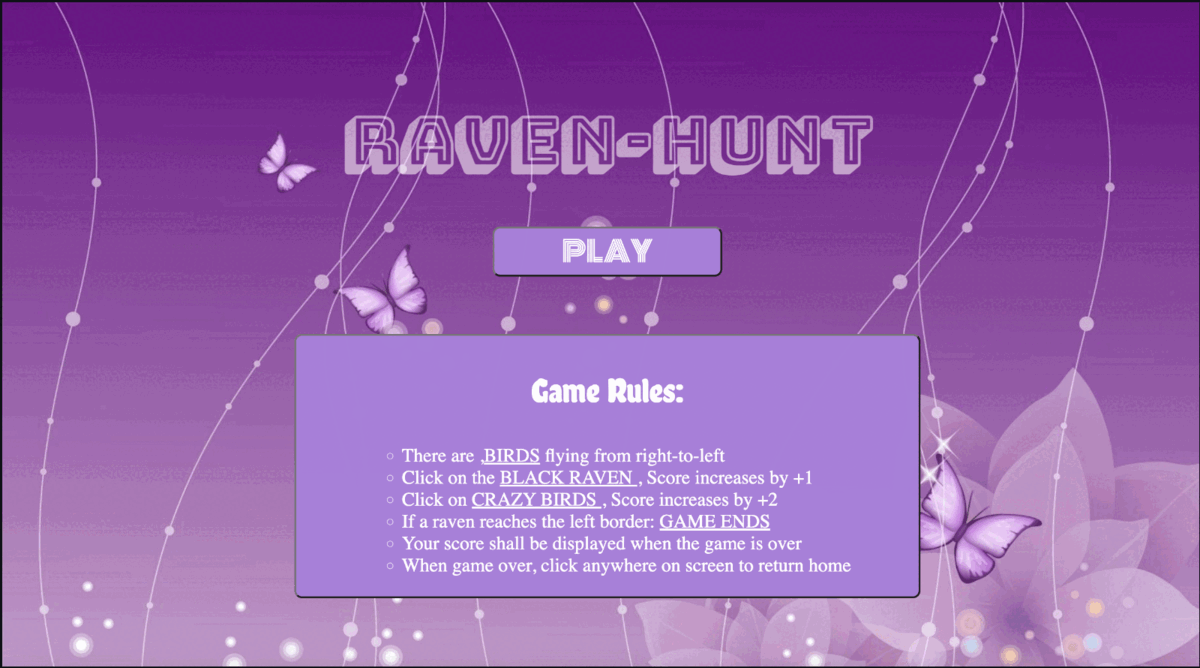 RAVEN-HUNT
PLAY
Game Rules:
There are ,BIRDS flying from right-to-left
Click on the BLACK RAVEN , Score increases by +1
Click on CRAZY BIRDS , Score increases by +2
If a raven reaches the left border: GAME ENDS
Your score shall be displayed when the game is over
When game over, click anywhere on screen to return home